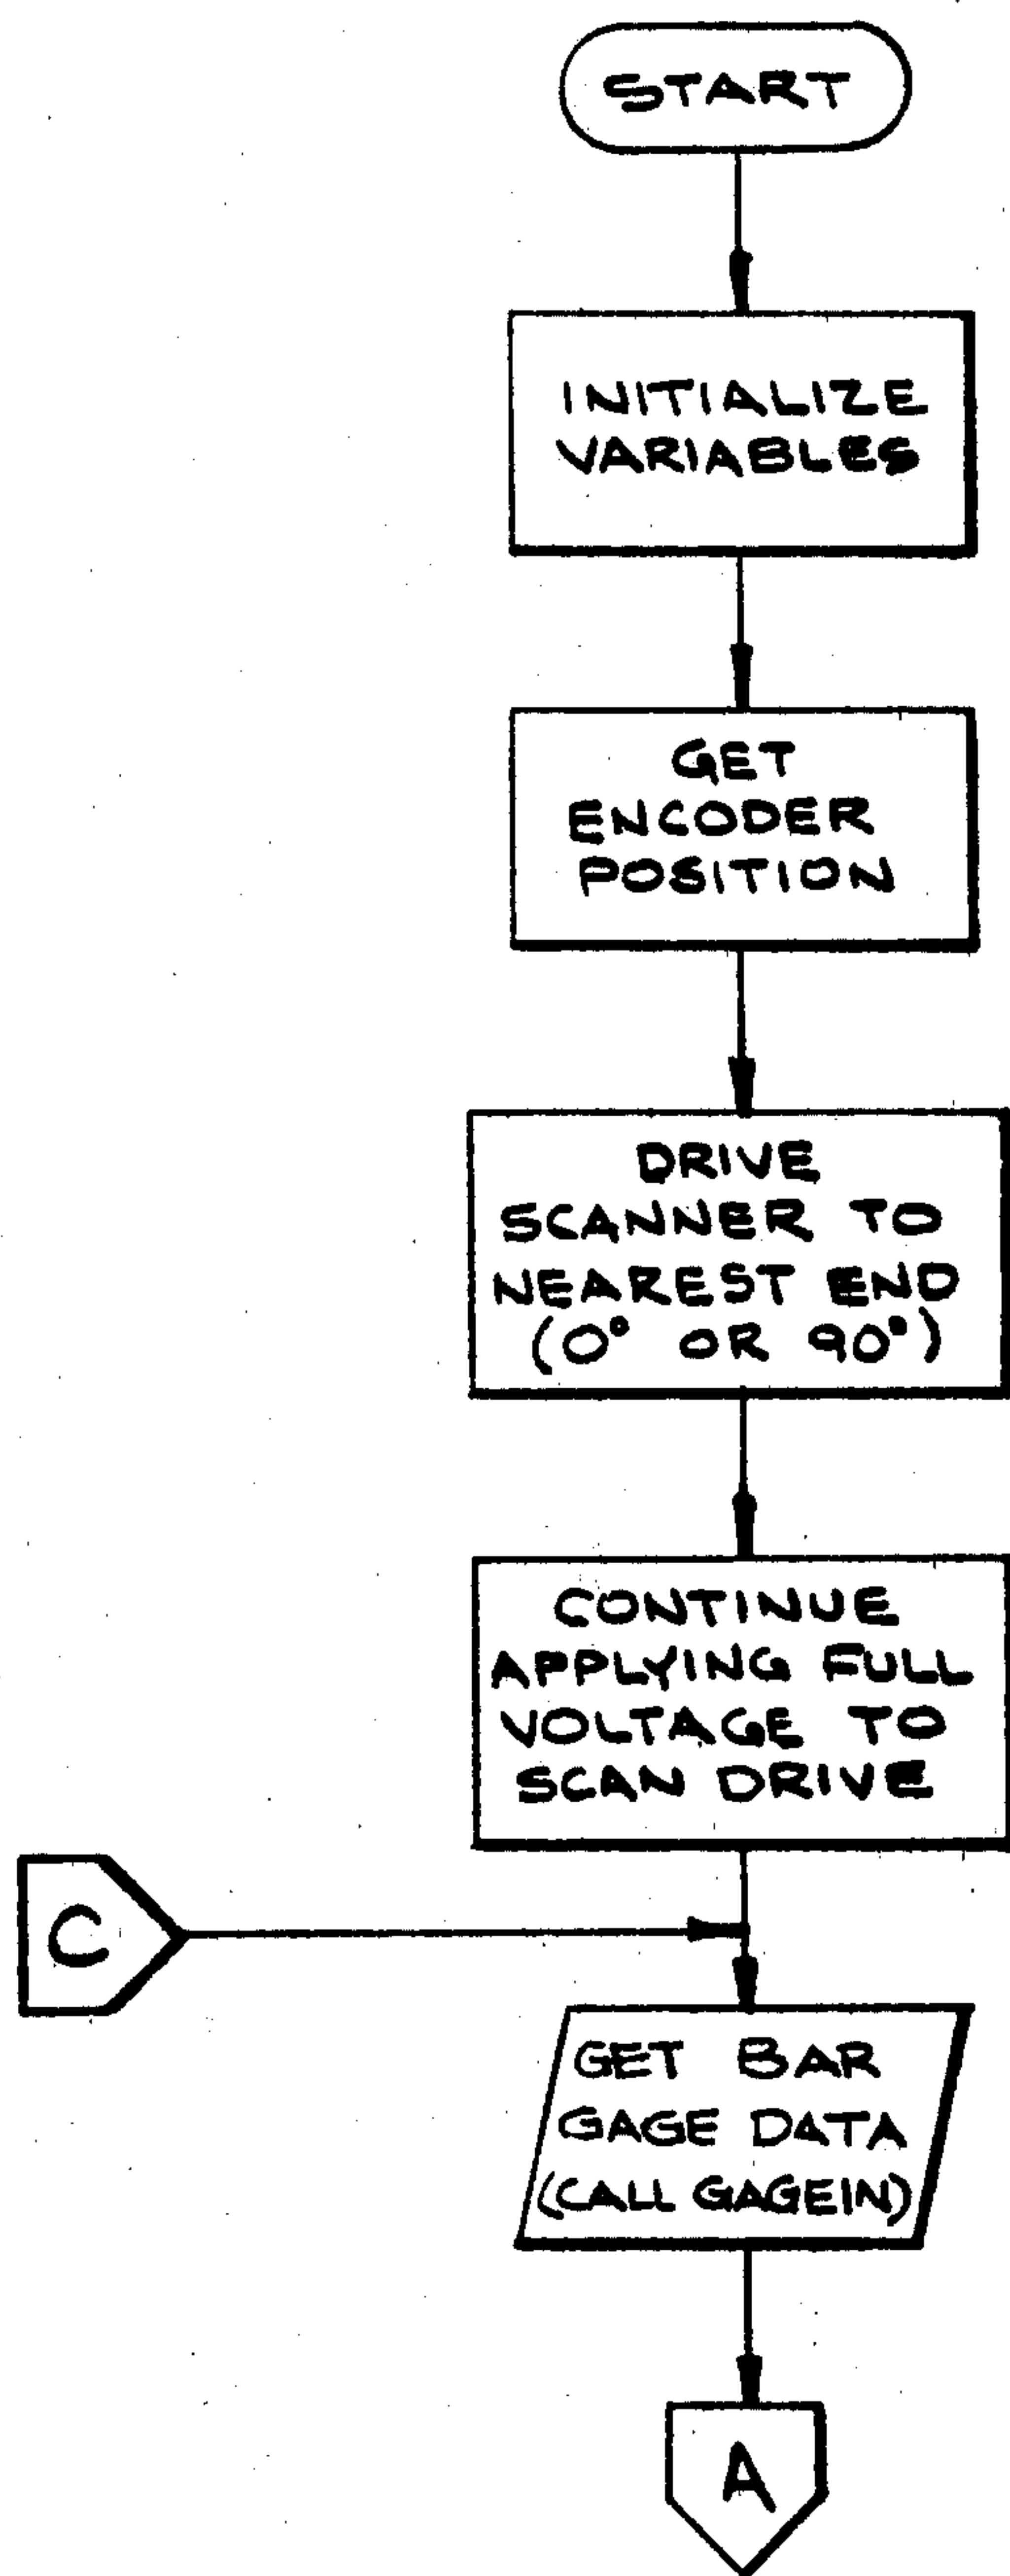 START
INITIALIZE
VARIABLES
GET
ENCODER
POSITION
DRIVE
SCANNER TO
NEAREST END
(0° OR 90°)
CONTINUE
APPLYING FULL
VOLTAGE TO
SCAN DRIVE
C
GET BAR
GAGE DATA
(CALL GAGEIN)
A